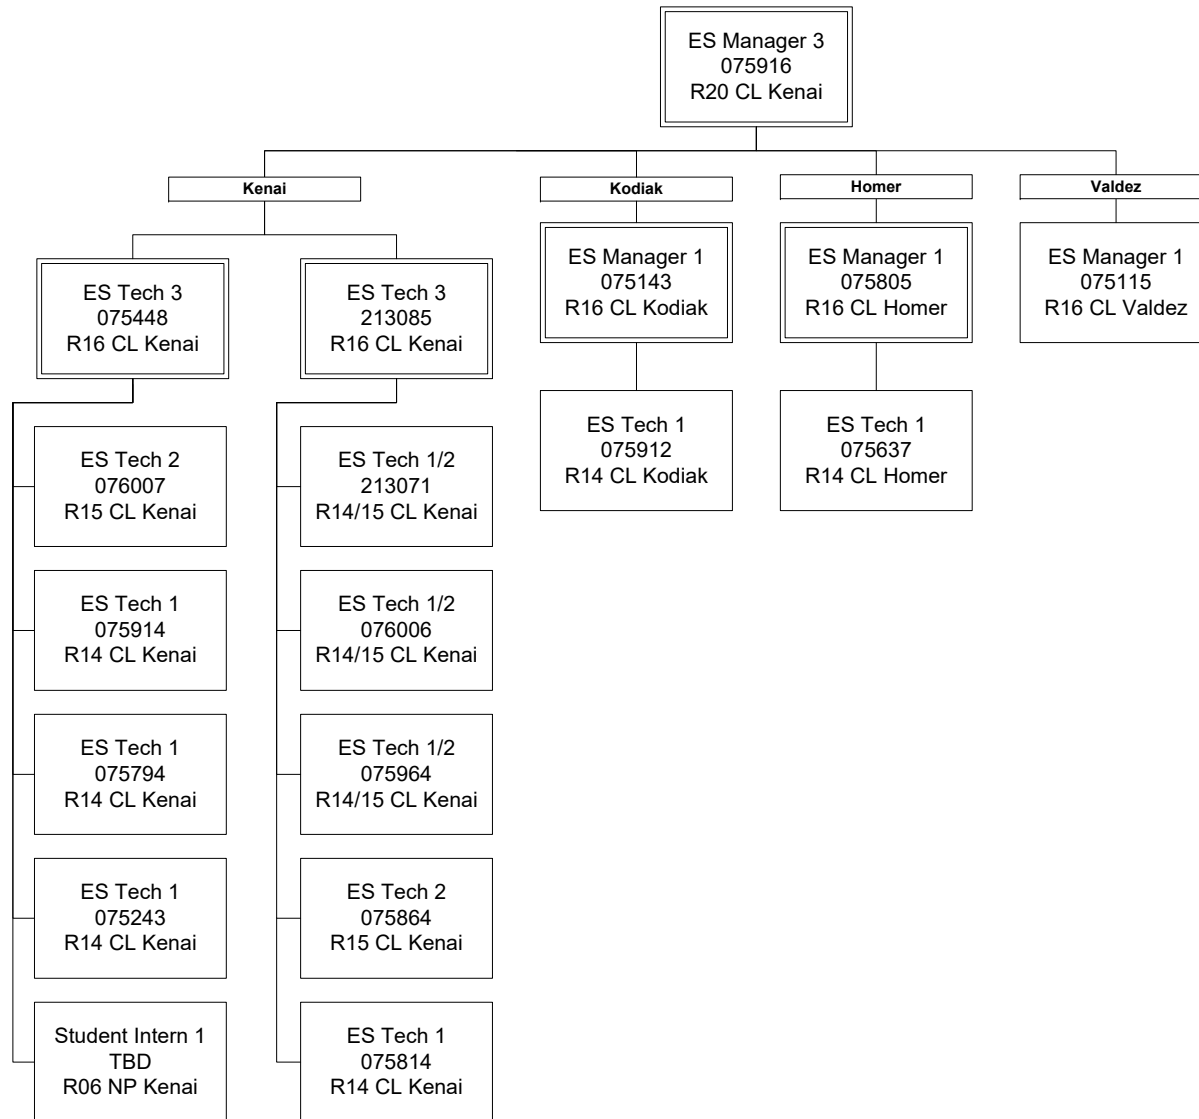 ES Manager 3
075916
R20 CL Kenai
Kenai
Kodiak
Homer
Valdez
ES Tech 3
075448
R16 CL Kenai
ES Tech 3
213085
R16 CL Kenai
ES Manager 1
075143
R16 CL Kodiak
ES Manager 1
075805
R16 CL Homer
ES Manager 1
075115
R16 CL Valdez
ES Tech 2
076007
R15 CL Kenai
ES Tech 1/2
213071
R14/15 CL Kenai
ES Tech 1
075912
R14 CL Kodiak
ES Tech 1
075637
R14 CL Homer
ES Tech 1
075914
R14 CL Kenai
ES Tech 1/2
076006
R14/15 CL Kenai
ES Tech 1
075794
R14 CL Kenai
ES Tech 1/2
075964
R14/15 CL Kenai
ES Tech 1
075243
R14 CL Kenai
ES Tech 2
075864
R15 CL Kenai
Student Intern 1
TBD
R06 NP Kenai
ES Tech 1
075814
R14 CL Kenai